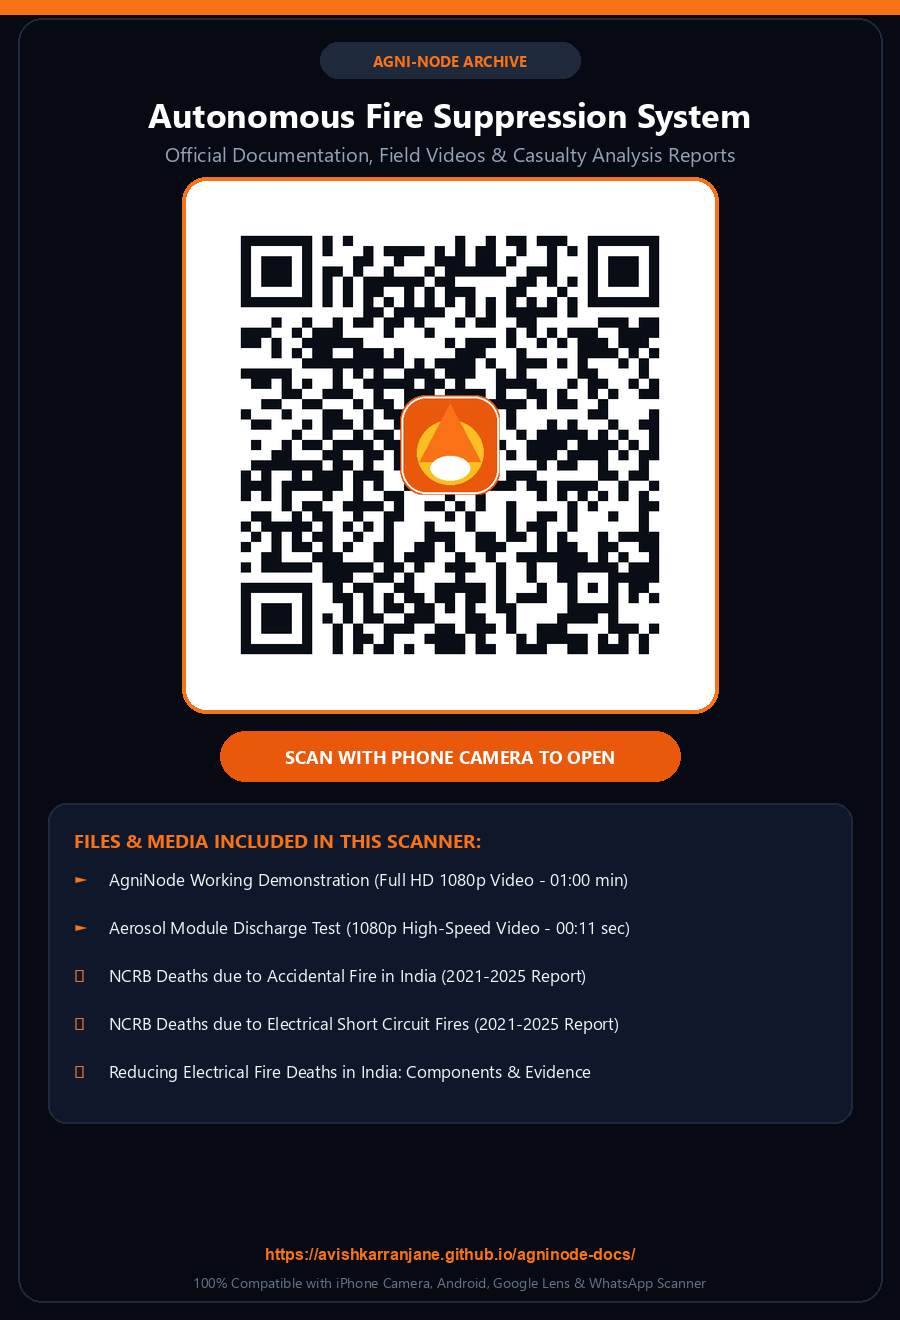 AGNI-NODE ARCHIVE
Autonomous Fire Suppression System
Official Documentation, Field Videos & Casualty Analysis Reports
SCAN WITH PHONE CAMERA TO OPEN
FILES & MEDIA INCLUDED IN THIS SCANNER:
► AgniNode Working Demonstration (Full HD 1080p Video - 01:00 min)
► Aerosol Module Discharge Test (1080p High-Speed Video - 00:11 sec)
NCRB Deaths due to Accidental Fire in India (2021-2025 Report)
NCRB Deaths due to Electrical Short Circuit Fires (2021-2025 Report)
Reducing Electrical Fire Deaths in India: Components & Evidence
https://avishkarranjane.github.io/agninode-docs/
100% Compatible with iPhone Camera, Android, Google Lens & WhatsApp Scanner